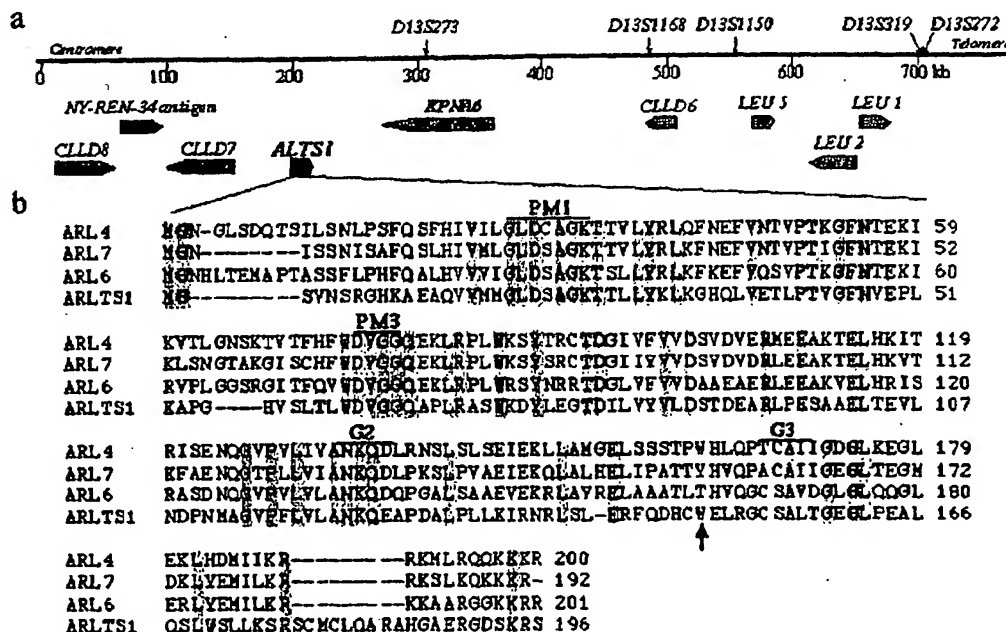 a
D13S273 D13S1168 D13S1150 D13S319 D13S272
Centromere Telomere
0 100 200 300 400 500 600 700 kb
NY-REN-34 antigen KPNA6 CLLD6 LEU 5 LEU 1
CLLD8 CLLD7 ALTS1 LEU 2
b
PM1
ARL4 MGN-GLSDQTSILSNLPSFQSFHIVILGLDCAGKTTVLYRLQFNEFVNTVPTKGFNTEKI 59
ARL7 MGN-------ISSNISAFQSLHIVMLGLDSAGKTTVLYRLKFNEFVNTVPTIGFNTEKI 52
ARL6 MGNHLTEMAPTASSFLPHFQALHVVVIGLDSAGKTSLLYRLKFKEFVQSVPTKGFNTEKI 60
ARLTS1 MG--------SVNSRGHKAEAQVVMMGLDSAGKTTLLYKLKGHQLVETLPTVGFNVEPL 51
PM3
ARL4 KVTLGNSKTVTFHFWDVGGQEKLRPLWKSYTRCTDGIVFVVDSVDVERMEEAKTELHKIT 119
ARL7 KLSNGTAKGISCHFWDVGGQEKLRPLWKSYSRCTDGIIYVVDSVDVDRLEEAKTELHKVT 112
ARL6 RVPLGGSRGITFQVWDVGGQEKLRPLWRSYNRRTDGLVFVVDAAEAERLEEAKVELHRIS 120
ARLTS1 KAPG----HVSLTLWDVGGQAPLRASWKDYLEGTDILVYVLDSTDEARLPESAAELTEVL 107
G2 G3
ARL4 RISENQGVPVLIVANKQDLRNSLSLSEIEKLLAMGELSSSTPWHLQPTCAIIGDGLKEGL 179
ARL7 KFAENQGTPLLVIANKQDLPKSLPVAEIEKQLALHELIPATTYHVQPACAIIGEGLTEGM 172
ARL6 RASDNQGVPVLVLANKQDQPGALSAAEVEKRLAVRELAAATLTHVQGCSAVDGLGLQQGL 180
ARLTS1 NDPNMAGVPFLVLANKQEAPDALPLLKIRNRLSL-ERFQDHCWELRGCSALTGEGLPEAL 166
ARL4 EKLHDMIIKR---------RKMLRQQKKKR 200
ARL7 DKLYEMILKR---------RKSLKQKKKR- 192
ARL6 ERLYEMILKR---------KKAARGGKKRR 201
ARLTS1 QSLWSLLKSRSCMCLQARAHGAERGDSKRS 196